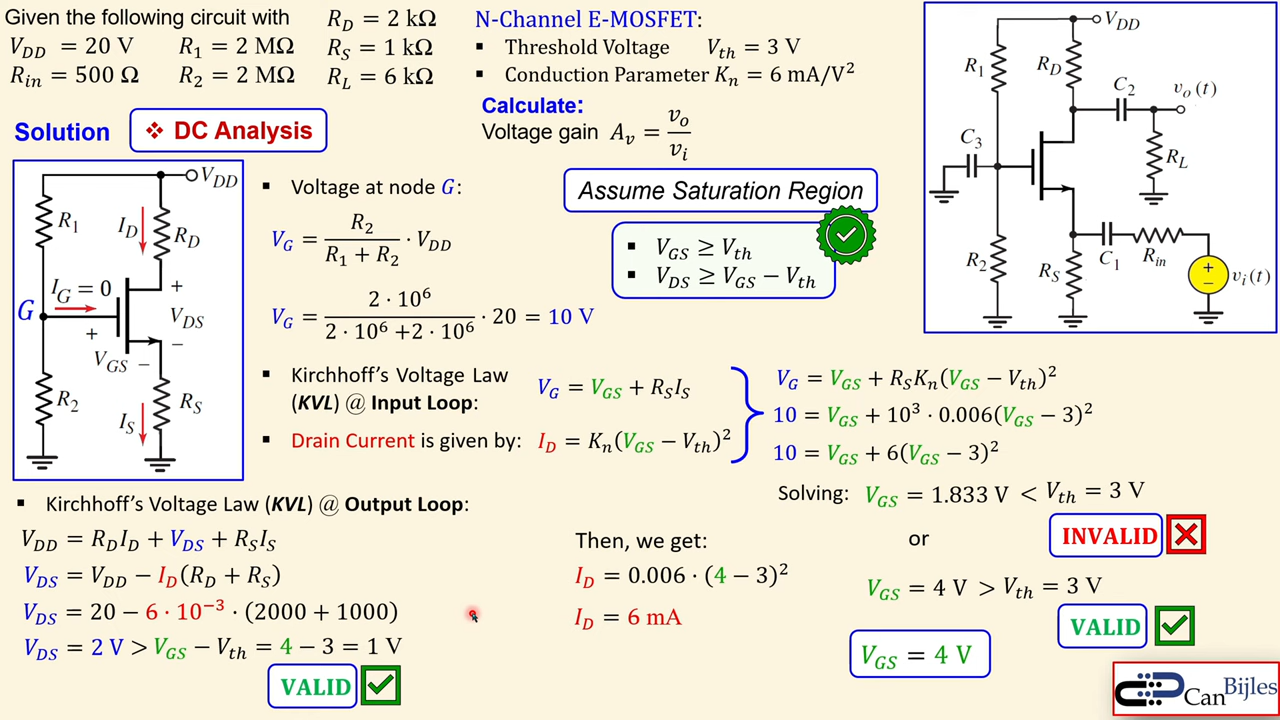 Given the following circuit with
V_DD = 20 V R_1 = 2 MΩ
R_in = 500 Ω R_2 = 2 MΩ
R_D = 2 kΩ
R_S = 1 kΩ
R_L = 6 kΩ
N-Channel E-MOSFET:
▪ Threshold Voltage V_th = 3 V
▪ Conduction Parameter K_n = 6 mA/V²
Calculate:
Voltage gain A_v = v_o / v_i
Solution
❖ DC Analysis
V_DD
R_1
I_D
R_D
I_G = 0
G
+
V_DS
+
V_GS
−
−
R_2
I_S
R_S
▪ Voltage at node G:
V_G = R_2 / (R_1 + R_2) · V_DD
V_G = 2 · 10⁶ / (2 · 10⁶ + 2 · 10⁶) · 20 = 10 V
Assume Saturation Region
▪ V_GS ≥ V_th
▪ V_DS ≥ V_GS − V_th
V_DD
R_1
R_D
C_2
v_o(t)
C_3
R_L
R_2
R_S
C_1
R_in
+
−
v_i(t)
▪ Kirchhoff's Voltage Law
(KVL) @ Input Loop:
V_G = V_GS + R_S I_S
▪ Drain Current is given by: I_D = K_n(V_GS − V_th)²
V_G = V_GS + R_S K_n(V_GS − V_th)²
10 = V_GS + 10³ · 0.006(V_GS − 3)²
10 = V_GS + 6(V_GS − 3)²
Solving: V_GS = 1.833 V < V_th = 3 V
INVALID
or
V_GS = 4 V > V_th = 3 V
VALID
V_GS = 4 V
Then, we get:
I_D = 0.006 · (4 − 3)²
I_D = 6 mA
▪ Kirchhoff's Voltage Law (KVL) @ Output Loop:
V_DD = R_D I_D + V_DS + R_S I_S
V_DS = V_DD − I_D(R_D + R_S)
V_DS = 20 − 6 · 10⁻³ · (2000 + 1000)
V_DS = 2 V > V_GS − V_th = 4 − 3 = 1 V
VALID
CanBijles